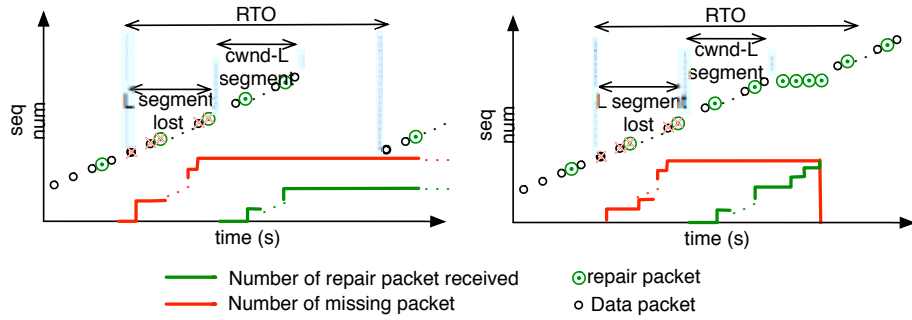 RTO
cwnd-L
segment
L segment
lost
seq
num
time (s)
RTO
cwnd-L
segment
L segment
lost
seq
num
time (s)
Number of repair packet received
Number of missing packet
repair packet
Data packet